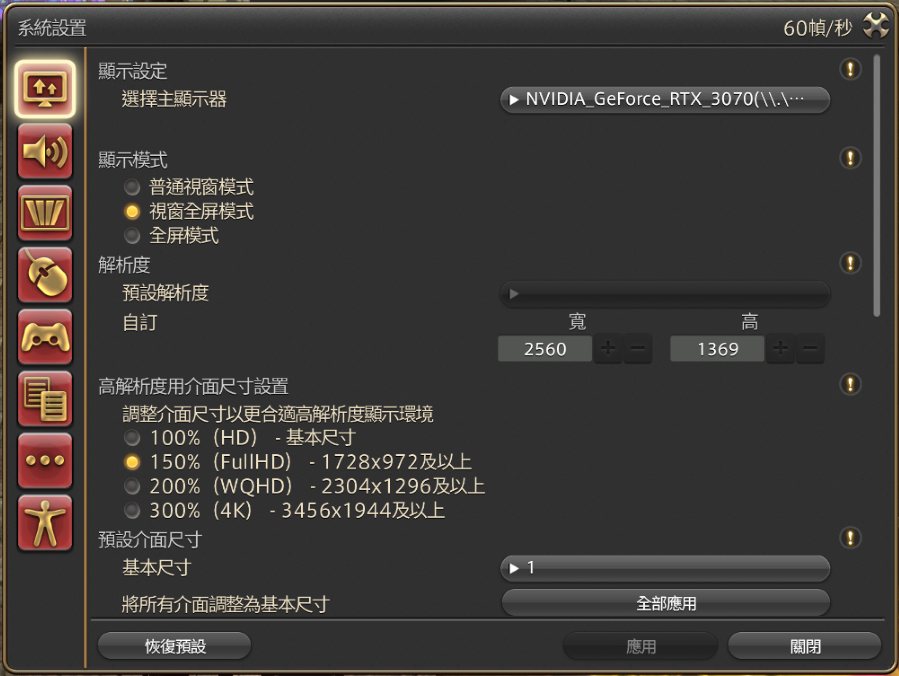 系統設置
60幀/秒
顯示設定
選擇主顯示器
NVIDIA_GeForce_RTX_3070(\\.\…
顯示模式
普通視窗模式
視窗全屏模式
全屏模式
解析度
預設解析度
自訂
寬 高
2560 + − 1369 + −
高解析度用介面尺寸設置
調整介面尺寸以更合適高解析度顯示環境
100%（HD） - 基本尺寸
150%（FullHD） - 1728x972及以上
200%（WQHD） - 2304x1296及以上
300%（4K） - 3456x1944及以上
預設介面尺寸
基本尺寸
1
將所有介面調整為基本尺寸
全部應用
恢復預設
應用
關閉